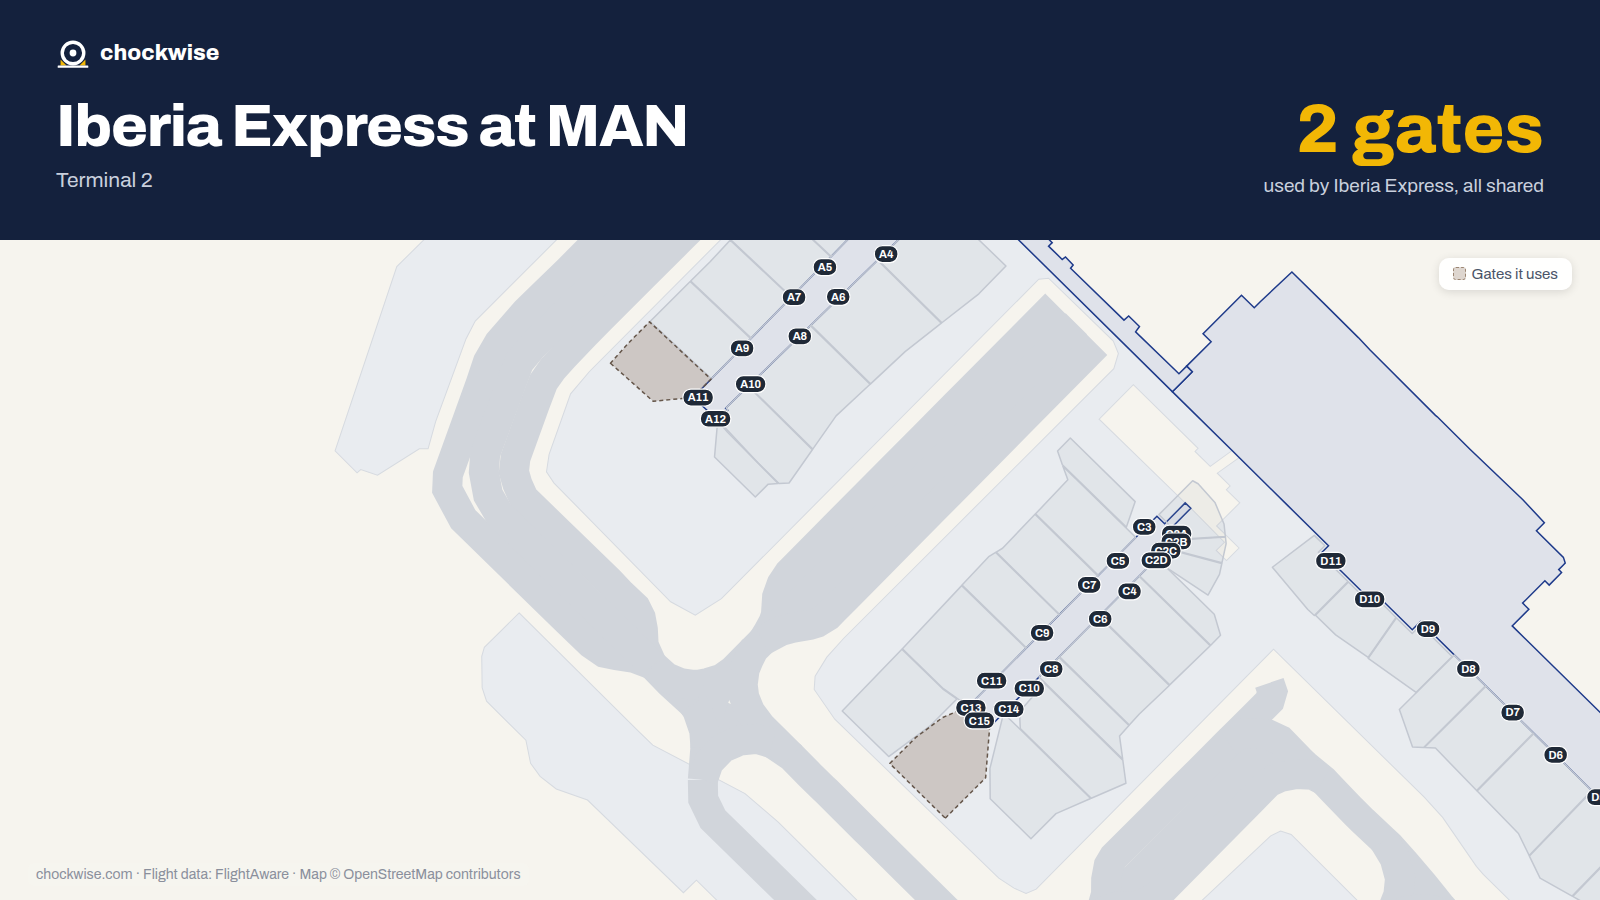 chockwise
Iberia Express at MAN
Terminal 2
2 gates
used by Iberia Express, all shared
Gates it uses
A4
A5
A7
A6
A8
A9
A10
A11
A12
C3
C2B
C2D
C5
C7
C4
C6
C9
C8
C11
C10
C13
C14
C15
D11
D10
D9
D8
D7
D6
chockwise.com · Flight data: FlightAware · Map © OpenStreetMap contributors